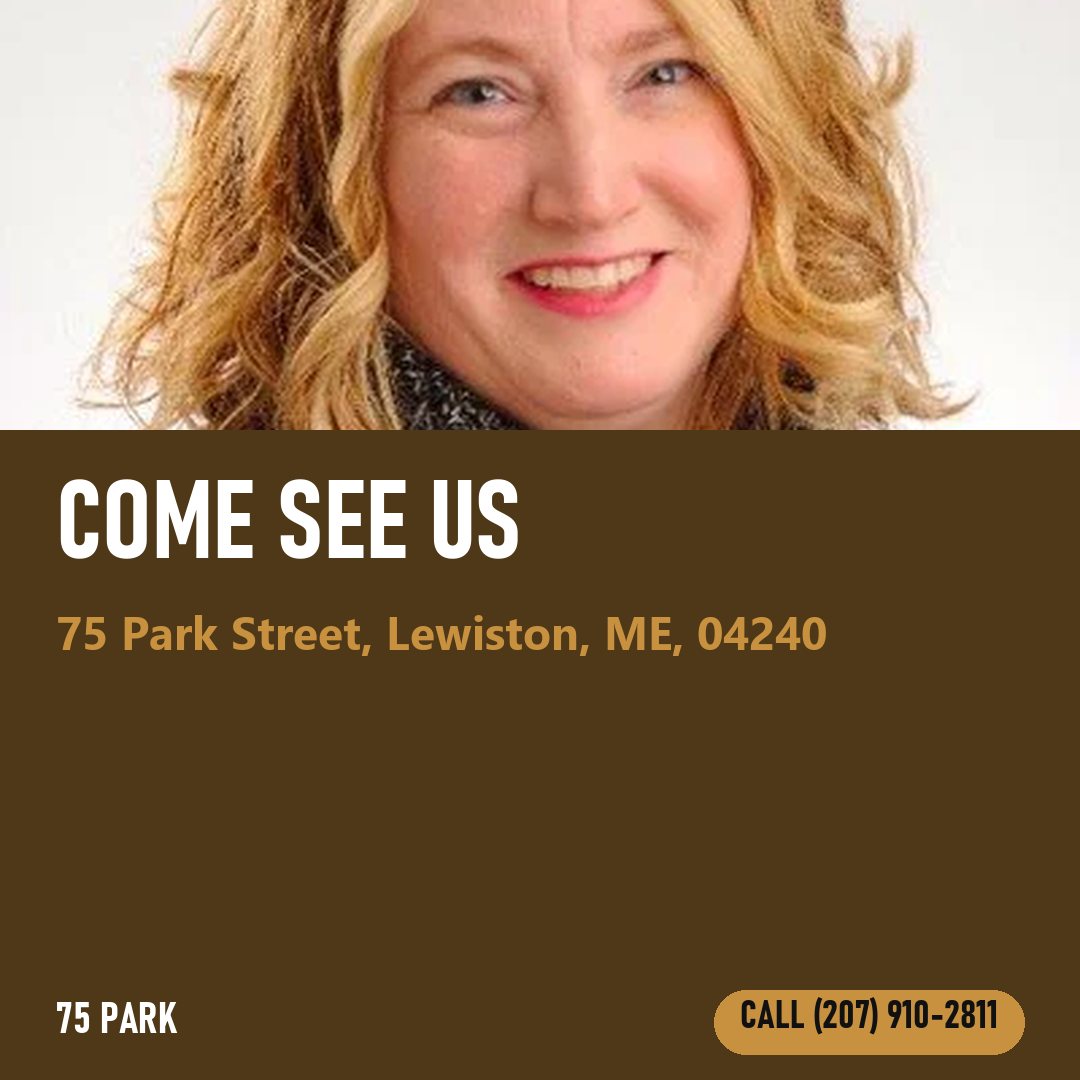 COME SEE US
75 Park Street, Lewiston, ME, 04240
75 PARK
CALL (207) 910-2811